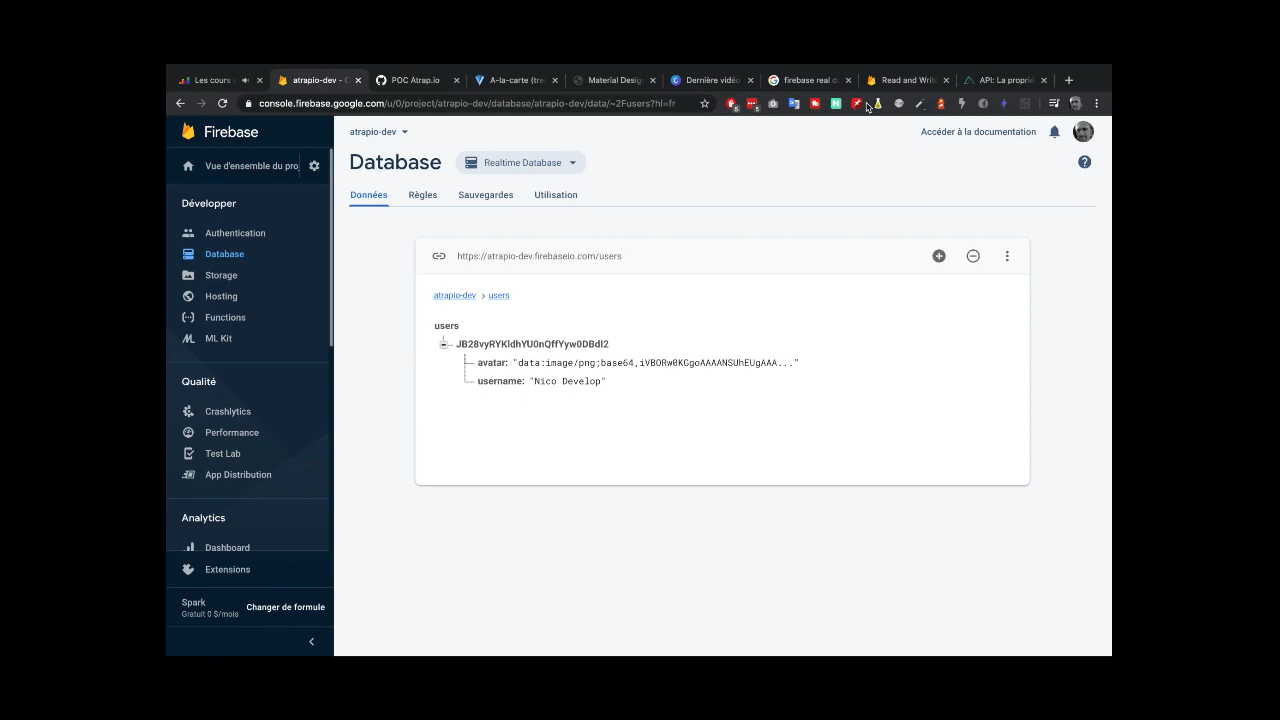 Les cours
atrapio-dev - C
POC Atrap.io
A-la-carte (tre
Material Desig
Dernière vidéo
firebase real d
Read and Write
API: La proprié
console.firebase.google.com/u/0/project/atrapio-dev/database/atrapio-dev/data/~2Fusers?hl=fr
Firebase
atrapio-dev
Accéder à la documentation
Vue d'ensemble du pro
Database
Realtime Database
Données
Règles
Sauvegardes
Utilisation
Développer
Authentication
Database
Storage
Hosting
Functions
ML Kit
Qualité
Crashlytics
Performance
Test Lab
App Distribution
Analytics
Dashboard
Extensions
Spark
Gratuit 0 $/mois
Changer de formule
https://atrapio-dev.firebaseio.com/users
atrapio-dev > users
users
JB28vyRYKidhYU0nQffYyw0DBdI2
avatar: "data:image/png;base64,iVBORw0KGgoAAAANSUhEUgAAA..."
username: "Nico Develop"